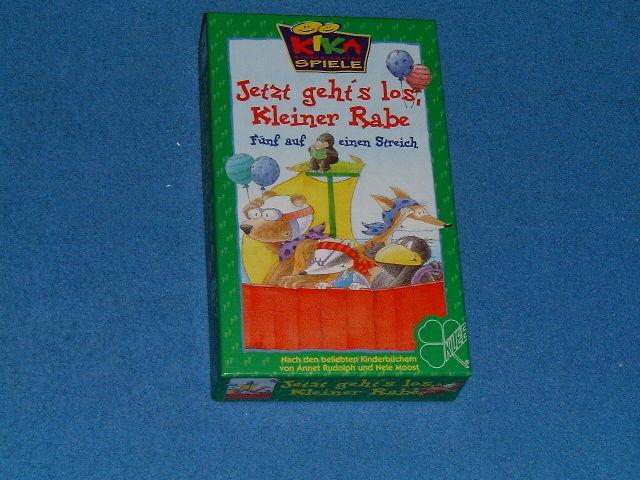 KiKA
SPIELE
Jetzt geht's los,
Kleiner Rabe
Fünf auf einen Streich
KLEE
Nach den beliebten Kinderbüchern
von Annet Rudolph und Nele Moost
Jetzt geht's los,
Kleiner Rabe